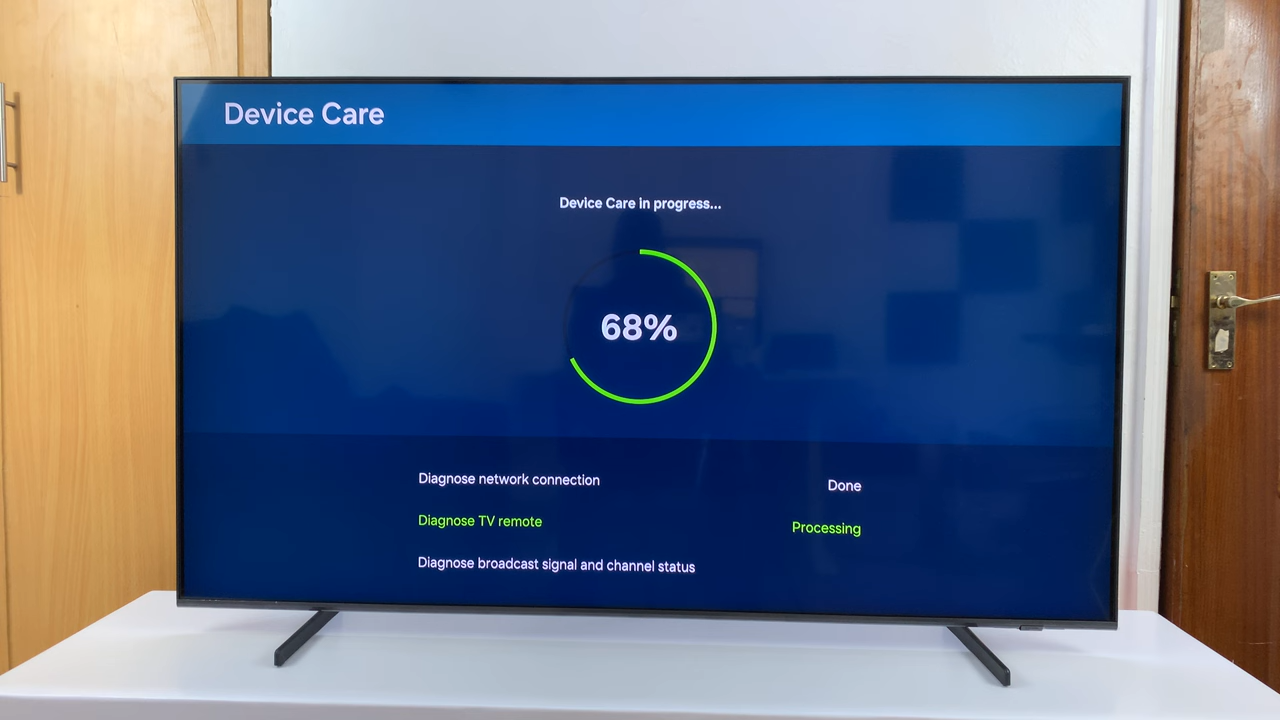 Device Care
Device Care in progress...
68%
Diagnose network connection
Done
Diagnose TV remote
Processing
Diagnose broadcast signal and channel status